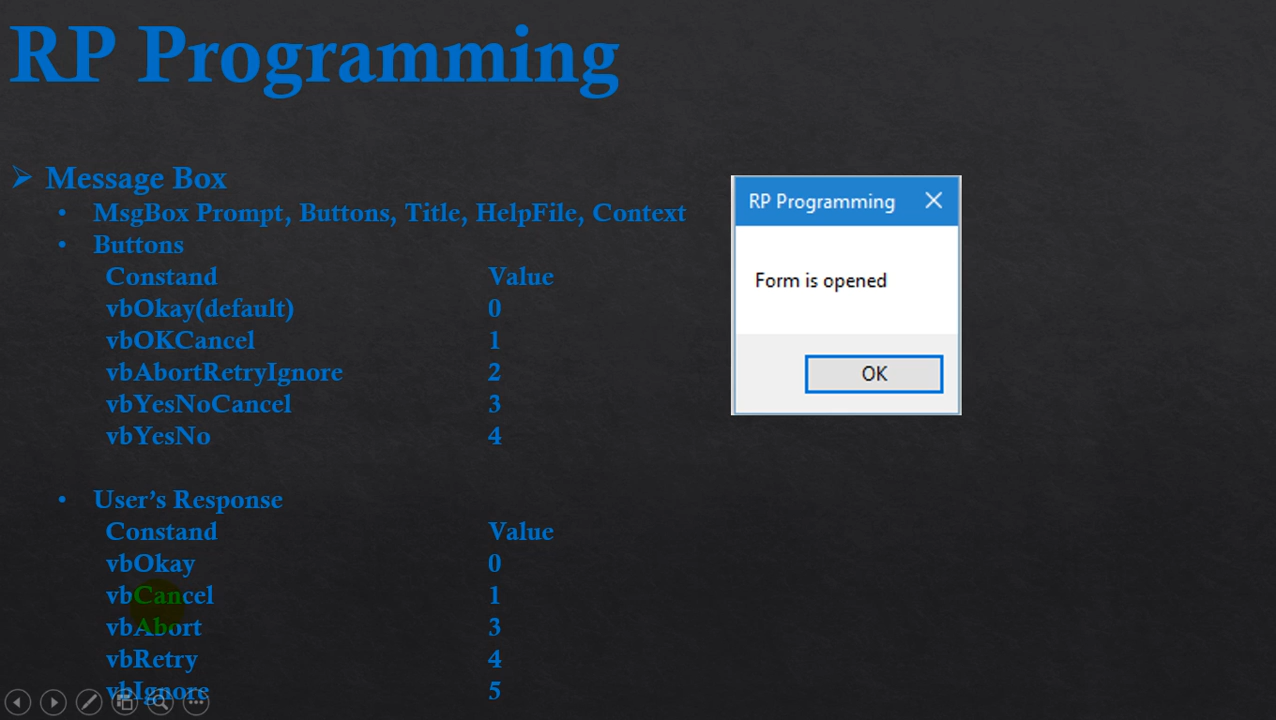 RP Programming
Message Box
MsgBox Prompt, Buttons, Title, HelpFile, Context
Buttons
Constand Value
vbOkay(default) 0
vbOKCancel 1
vbAbortRetryIgnore 2
vbYesNoCancel 3
vbYesNo 4
User’s Response
Constand Value
vbOkay 0
vbCancel 1
vbAbort 3
vbRetry 4
vbIgnore 5
RP Programming
Form is opened
OK